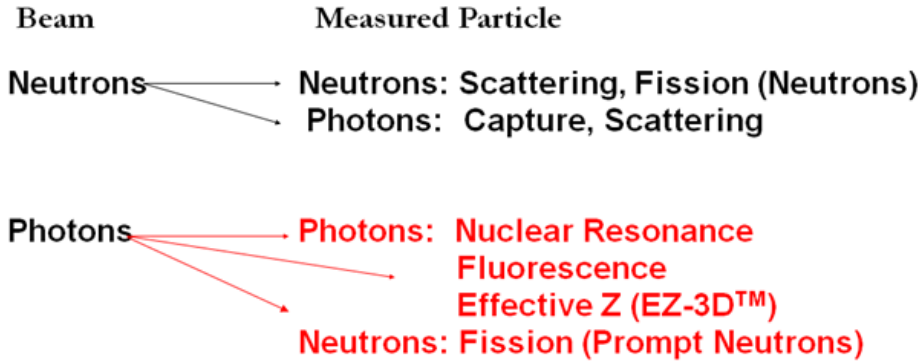 Beam Measured Particle
Neutrons Neutrons: Scattering, Fission (Neutrons)
Photons: Capture, Scattering
Photons Photons: Nuclear Resonance
Fluorescence
Effective Z (EZ-3D™)
Neutrons: Fission (Prompt Neutrons)